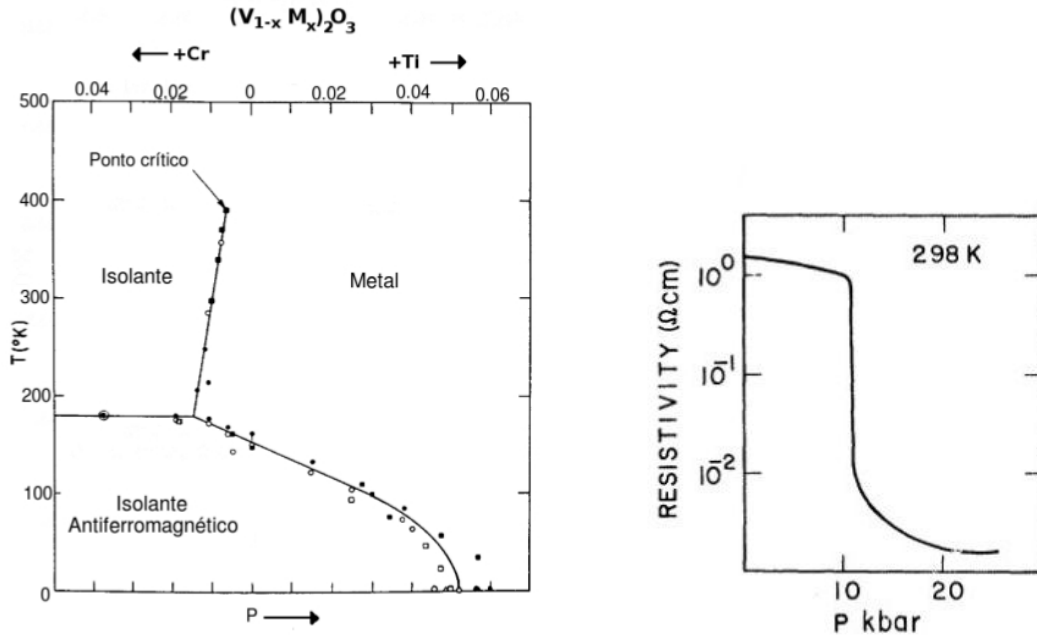 (V1-x Mx)2O3
+Cr
+Ti
0.04 0.02 0 0.02 0.04 0.06
500
400
300
200
100
0
T(°K)
Ponto crítico
Isolante
Metal
Isolante
Antiferromagnético
P
298 K
RESISTIVITY (Ωcm)
10^0
10^-1
10^-2
10 20
P kbar